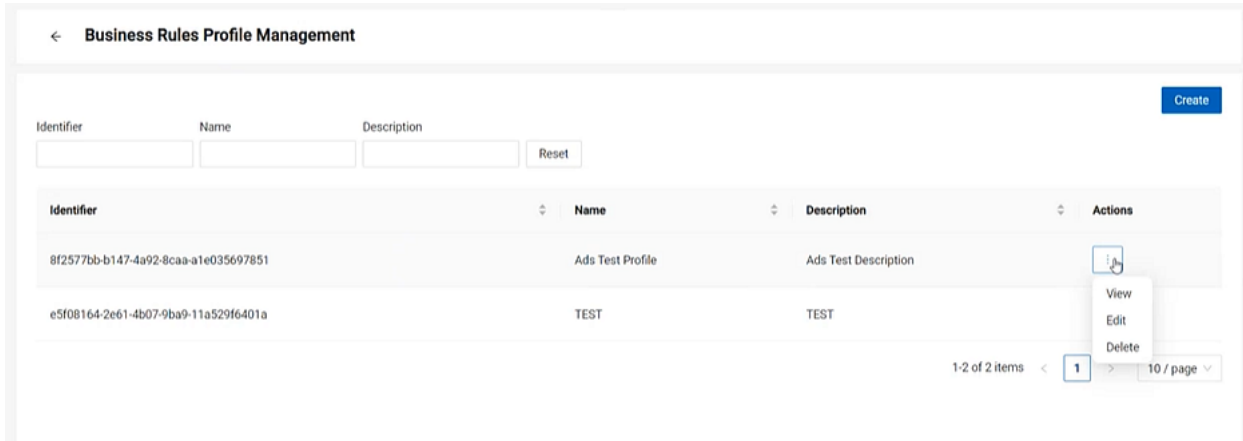 Business Rules Profile Management
Create
Identifier Name Description
Reset
Identifier Name Description Actions
8f2577bb-b147-4a92-8caa-a1e035697851 Ads Test Profile Ads Test Description
View
e5f08164-2e61-4b07-9ba9-11a529f6401a TEST TEST
Edit
Delete
1-2 of 2 items < 1 > 10 / page